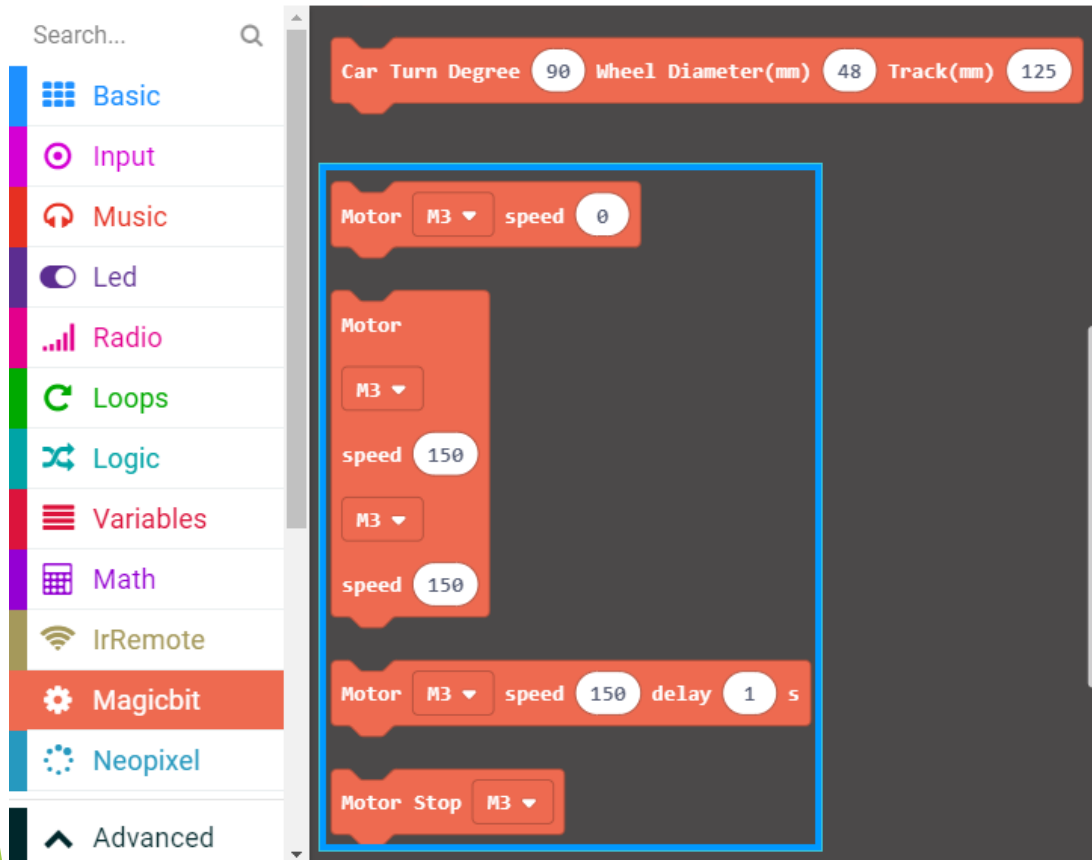 Search...
Basic
Input
Music
Led
Radio
Loops
Logic
Variables
Math
IrRemote
Magicbit
Neopixel
Advanced
Car Turn Degree 90 Wheel Diameter(mm) 48 Track(mm) 125
Motor M3 speed 0
Motor
M3
speed 150
M3
speed 150
Motor M3 speed 150 delay 1 s
Motor Stop M3